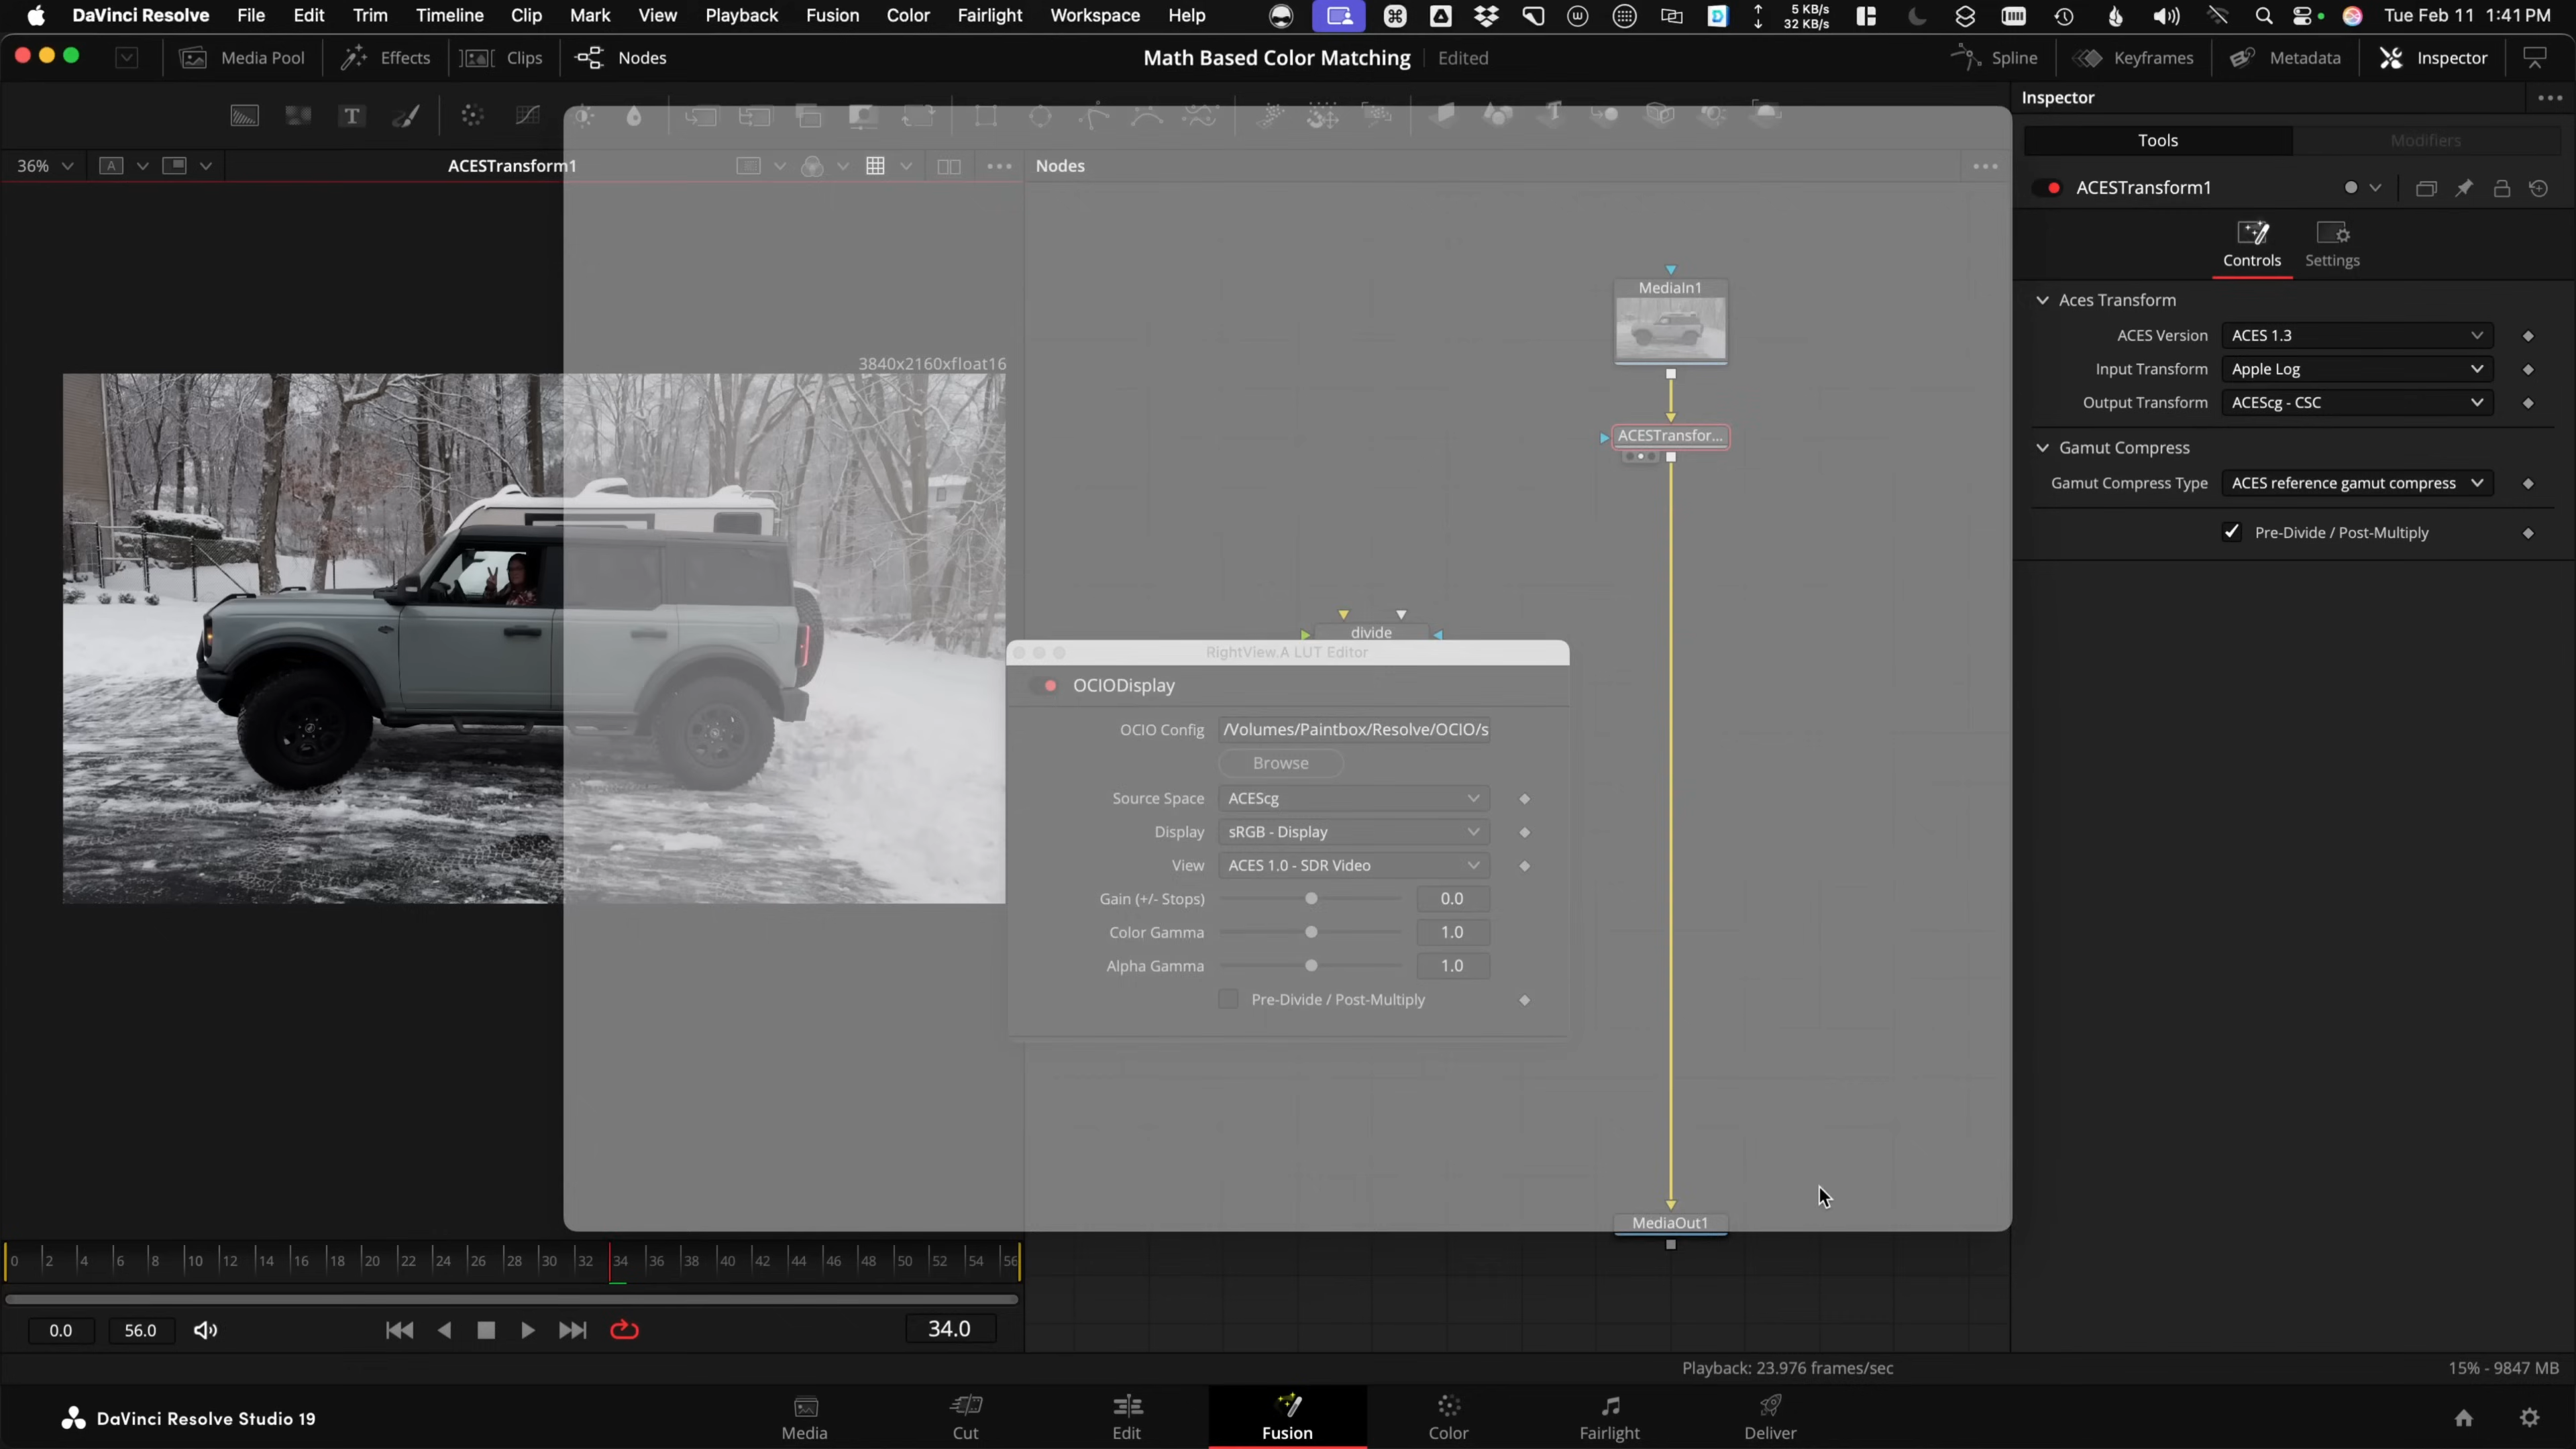 DaVinci Resolve File Edit Trim Timeline Clip Mark View Playback Fusion Color Fairlight Workspace Help 5 KB/s 32 KB/s Tue Feb 11 1:41 PM
Media Pool Effects Clips Nodes Math Based Color Matching Edited Spline Keyframes Metadata Inspector
Inspector
Tools Modifiers
36% A ACESTransform1 Nodes
ACESTransform1
Controls Settings
MediaIn1
Aces Transform
ACES Version ACES 1.3
Input Transform Apple Log
Output Transform ACEScg - CSC
3840x2160xfloat16
ACESTransfor...
Gamut Compress
Gamut Compress Type ACES reference gamut compress
Pre-Divide / Post-Multiply
divide
RightView.A LUT Editor
OCIODisplay
OCIO Config /Volumes/Paintbox/Resolve/OCIO/s
Browse
Source Space ACEScg
Display sRGB - Display
View ACES 1.0 - SDR Video
Gain (+/- Stops) 0.0
Color Gamma 1.0
Alpha Gamma 1.0
Pre-Divide / Post-Multiply
MediaOut1
0 2 4 6 8 10 12 14 16 18 20 22 24 26 28 30 32 34 36 38 40 42 44 46 48 50 52 54 56
0.0 56.0 34.0
Playback: 23.976 frames/sec 15% - 9847 MB
DaVinci Resolve Studio 19 Media Cut Edit Fusion Color Fairlight Deliver